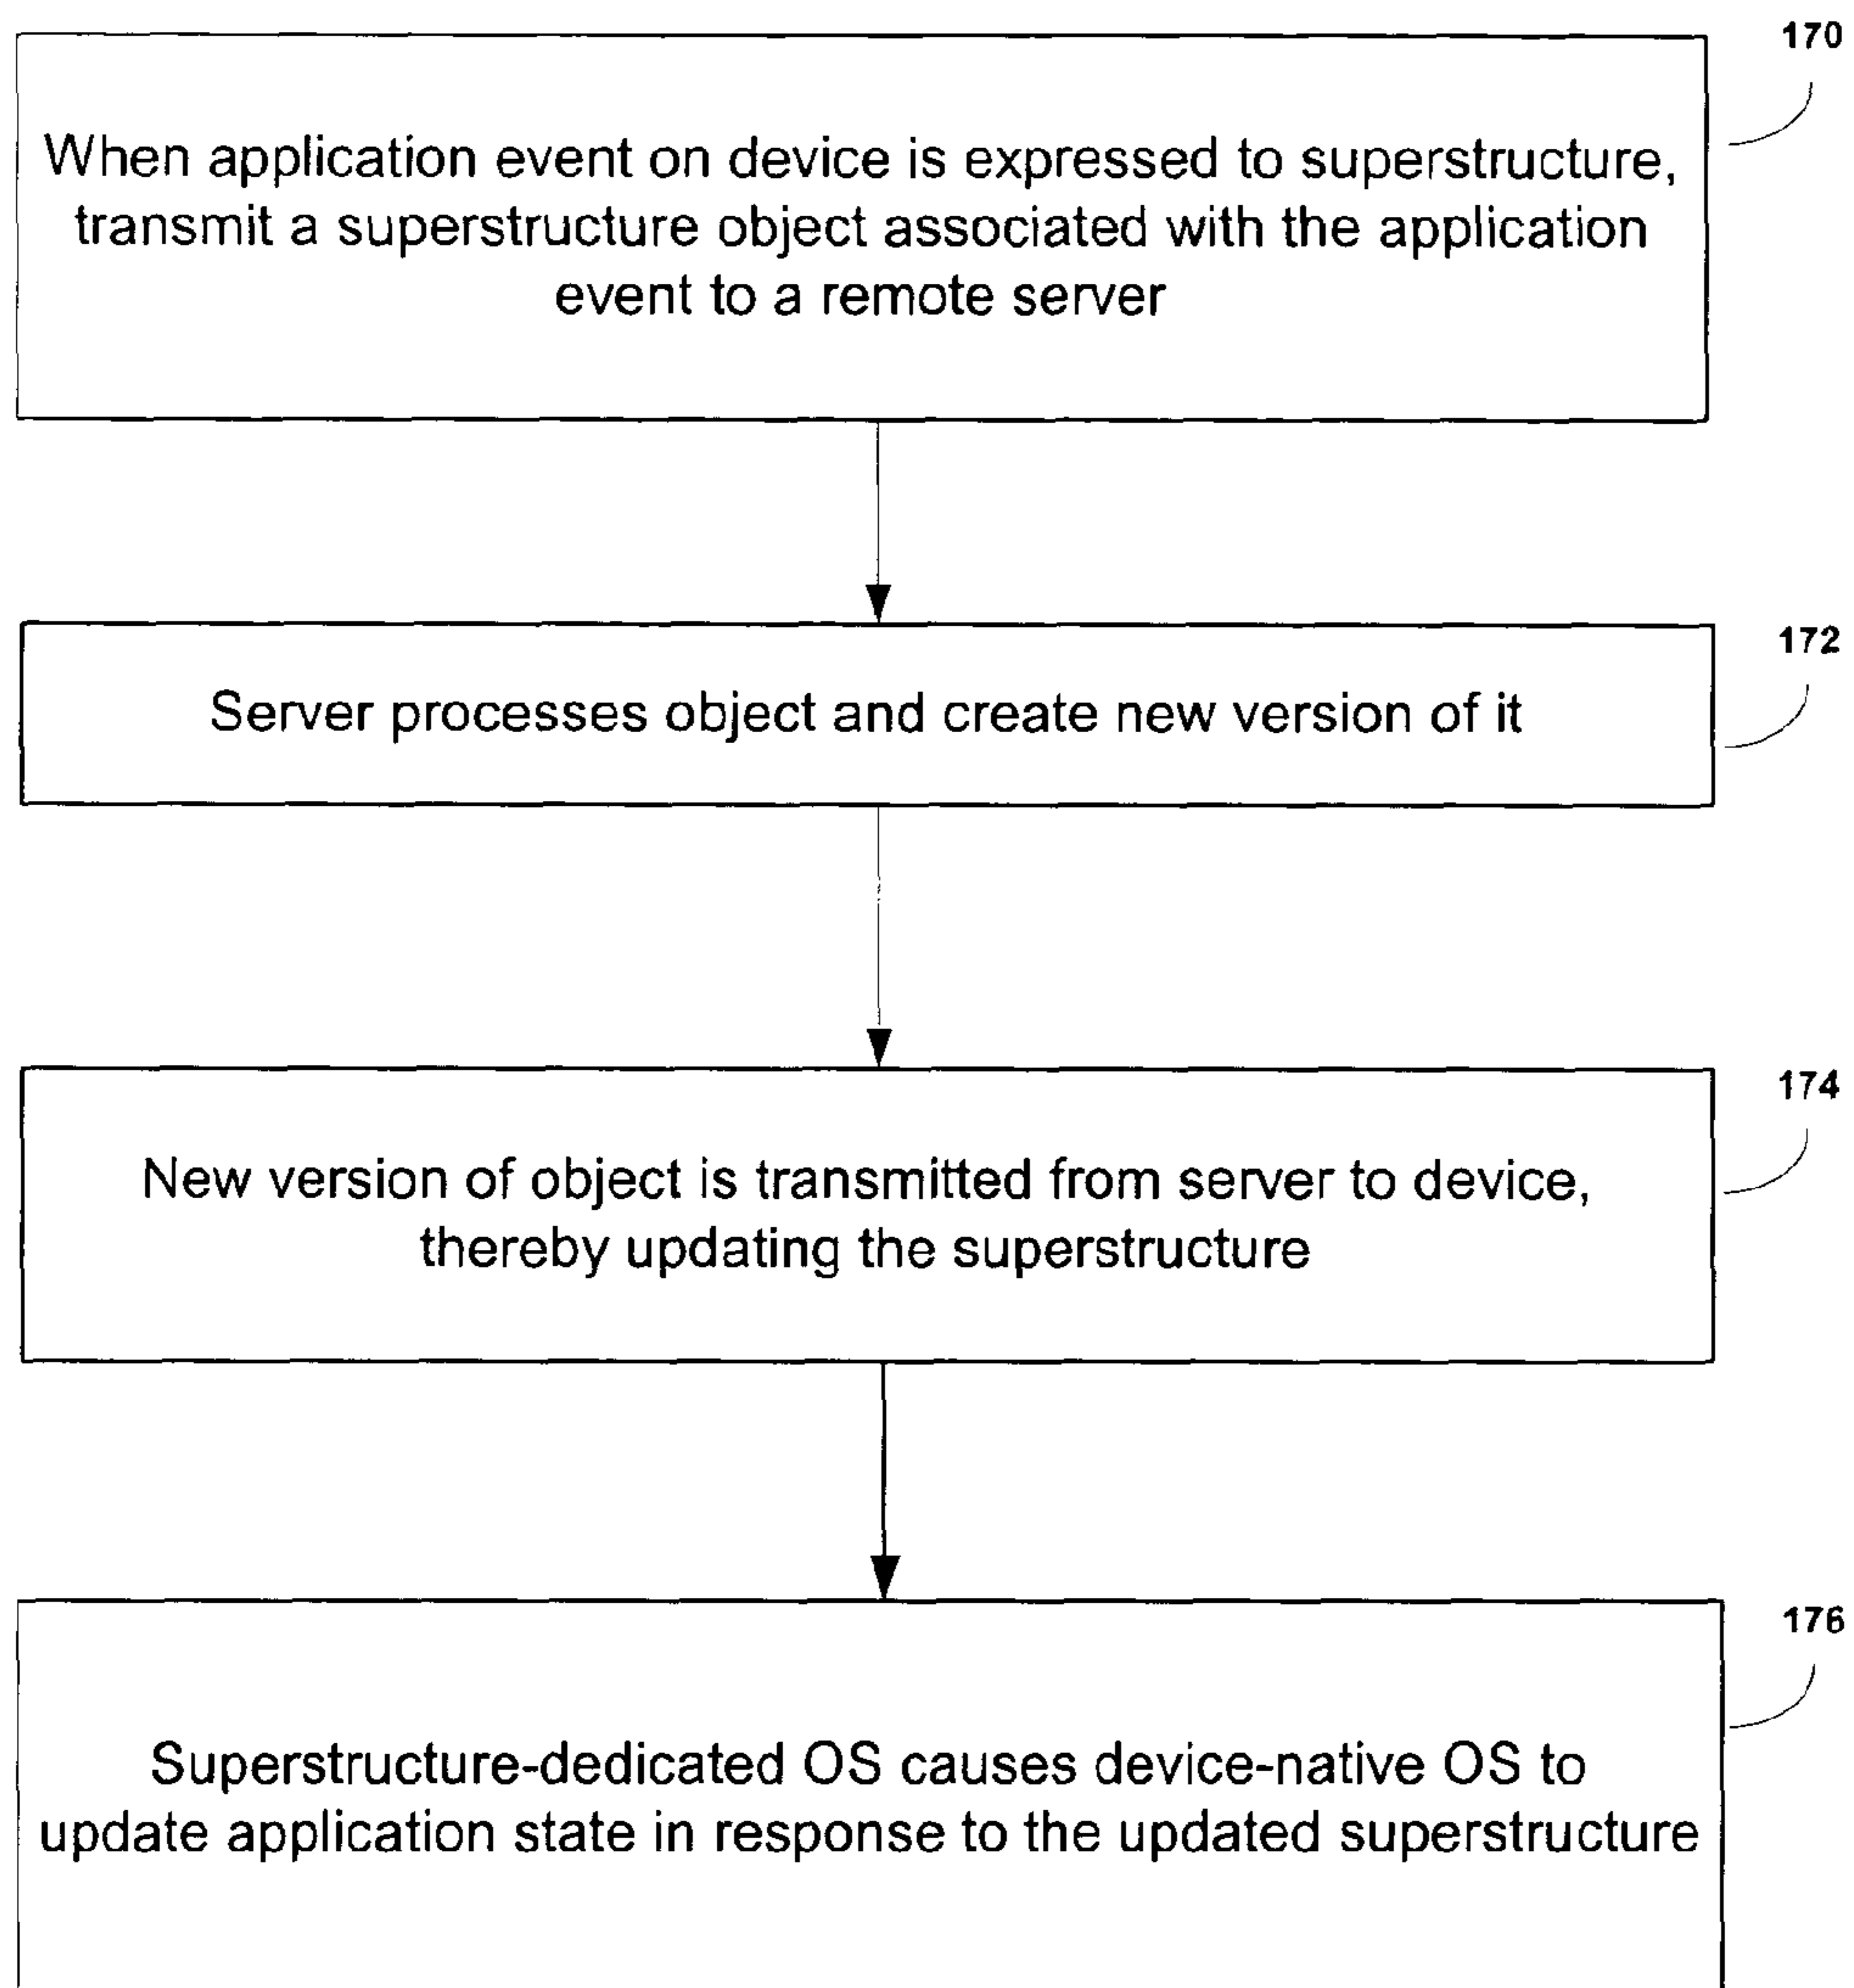 170
When application event on device is expressed to superstructure,
transmit a superstructure object associated with the application
event to a remote server
172
Server processes object and create new version of it
174
New version of object is transmitted from server to device,
thereby updating the superstructure
176
Superstructure-dedicated OS causes device-native OS to
update application state in response to the updated superstructure